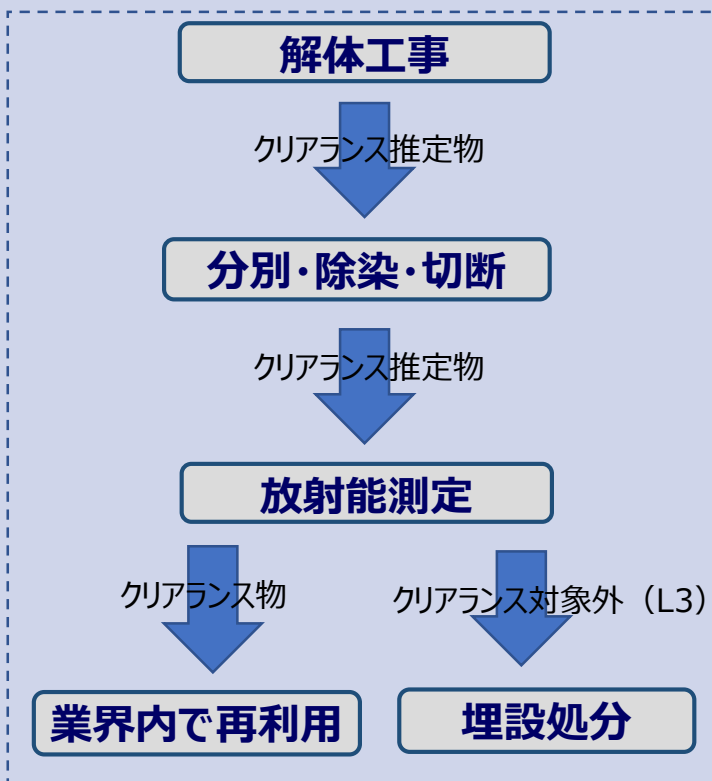 解体工事
クリアランス推定物
分別･除染･切断
クリアランス推定物
放射能測定
クリアランス物
クリアランス対象外（L3）
業界内で再利用
埋設処分